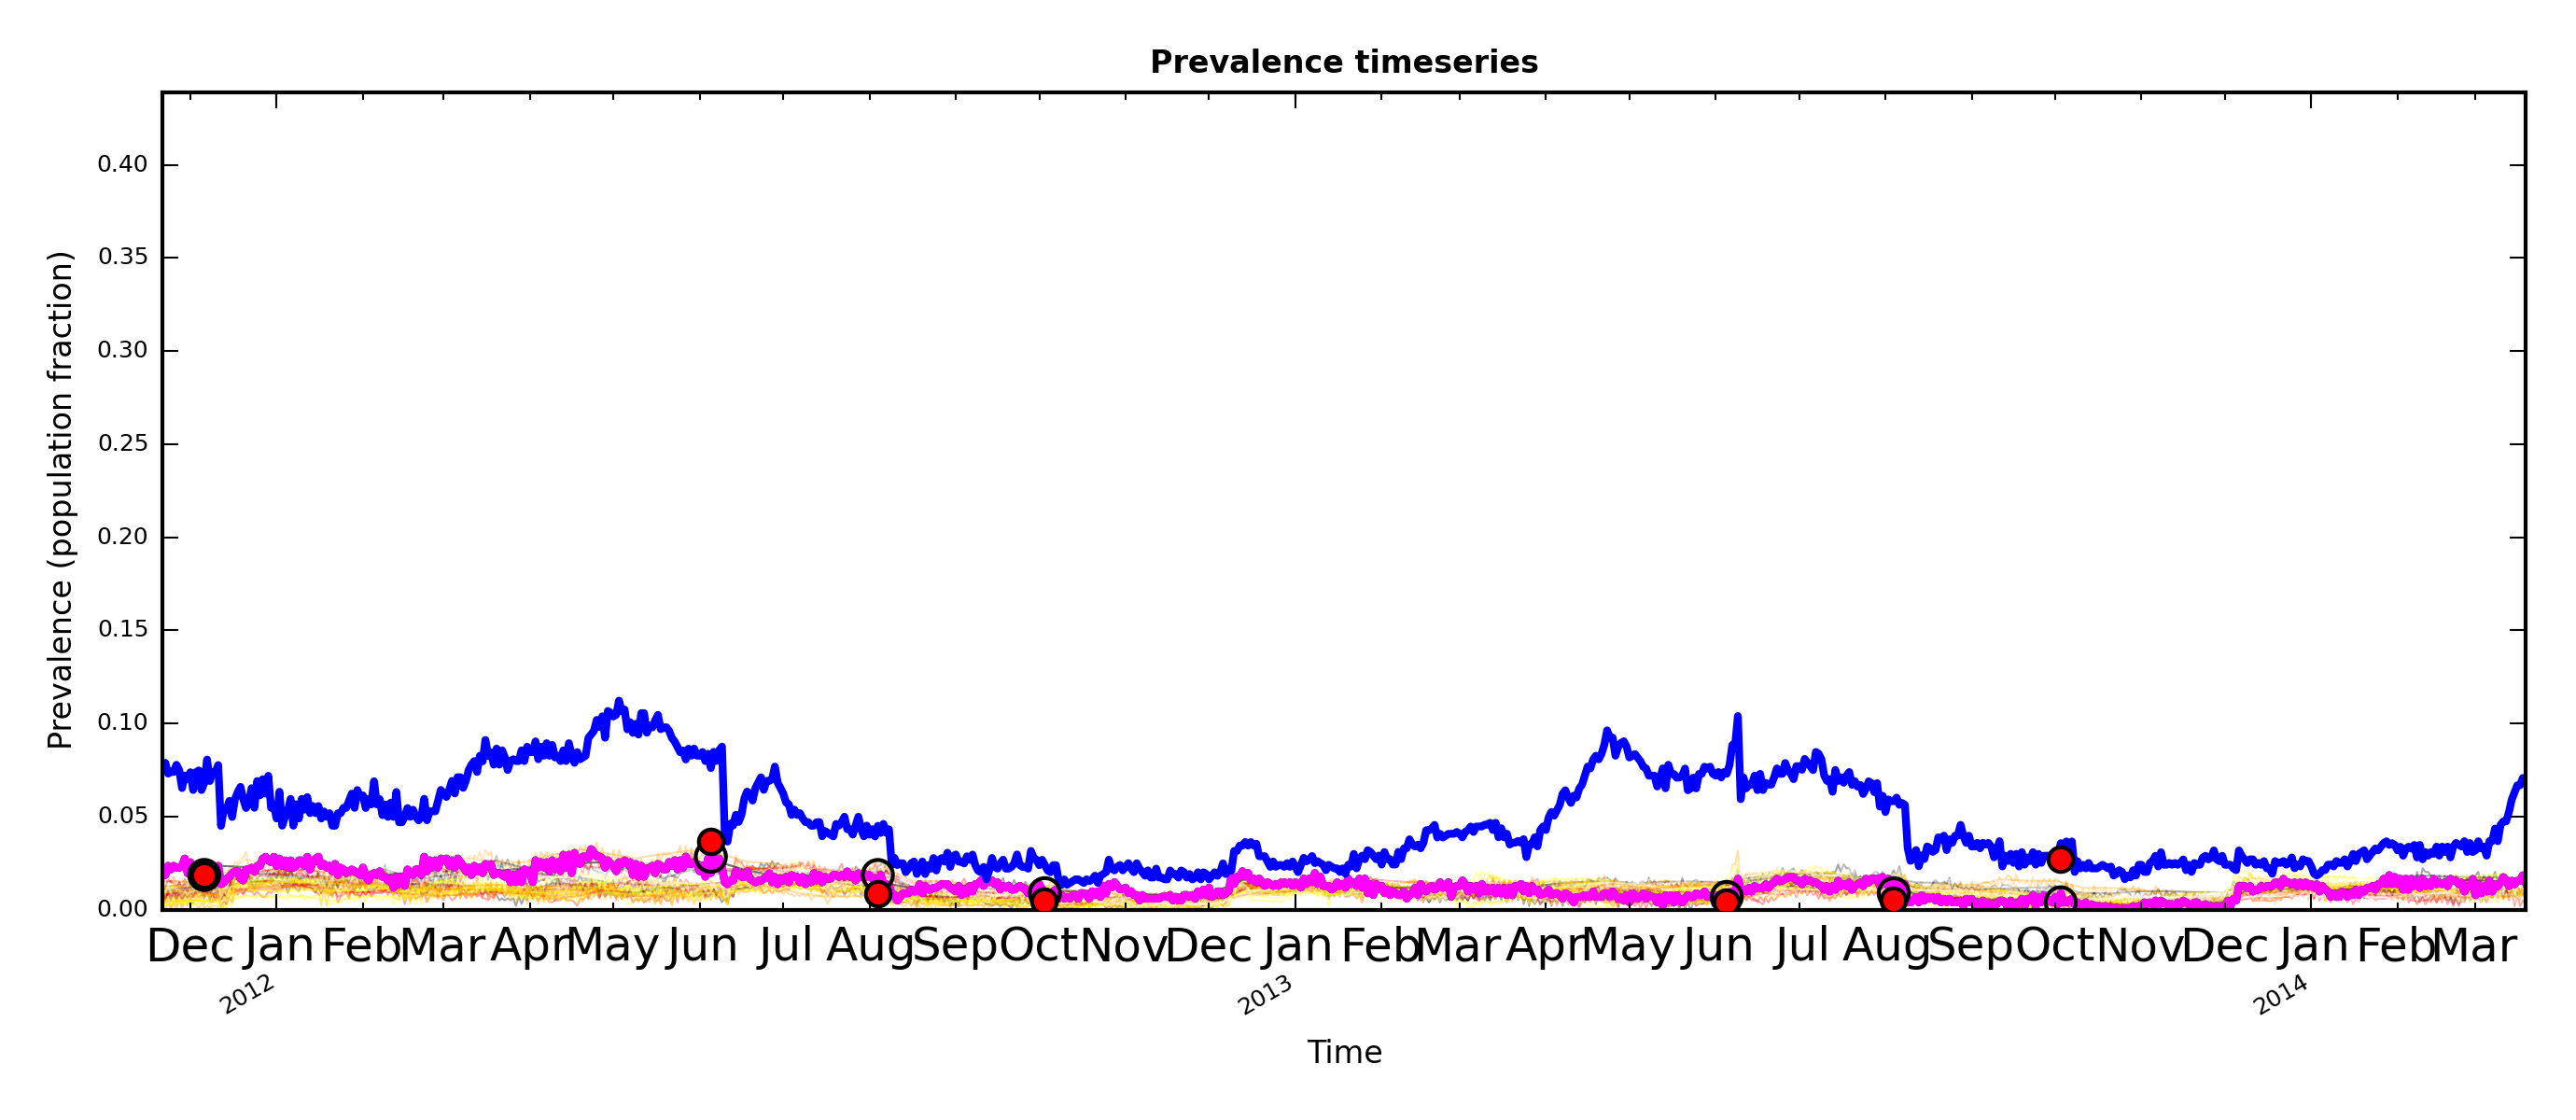 Prevalence timeseries
Prevalence (population fraction)
0.40
0.35
0.30
0.25
0.20
0.15
0.10
0.05
0.00
Dec Jan Feb Mar Apr May Jun Jul Aug Sep Oct Nov Dec Jan Feb Mar Apr May Jun Jul Aug Sep Oct Nov Dec Jan Feb Mar
2012 2013 2014
Time